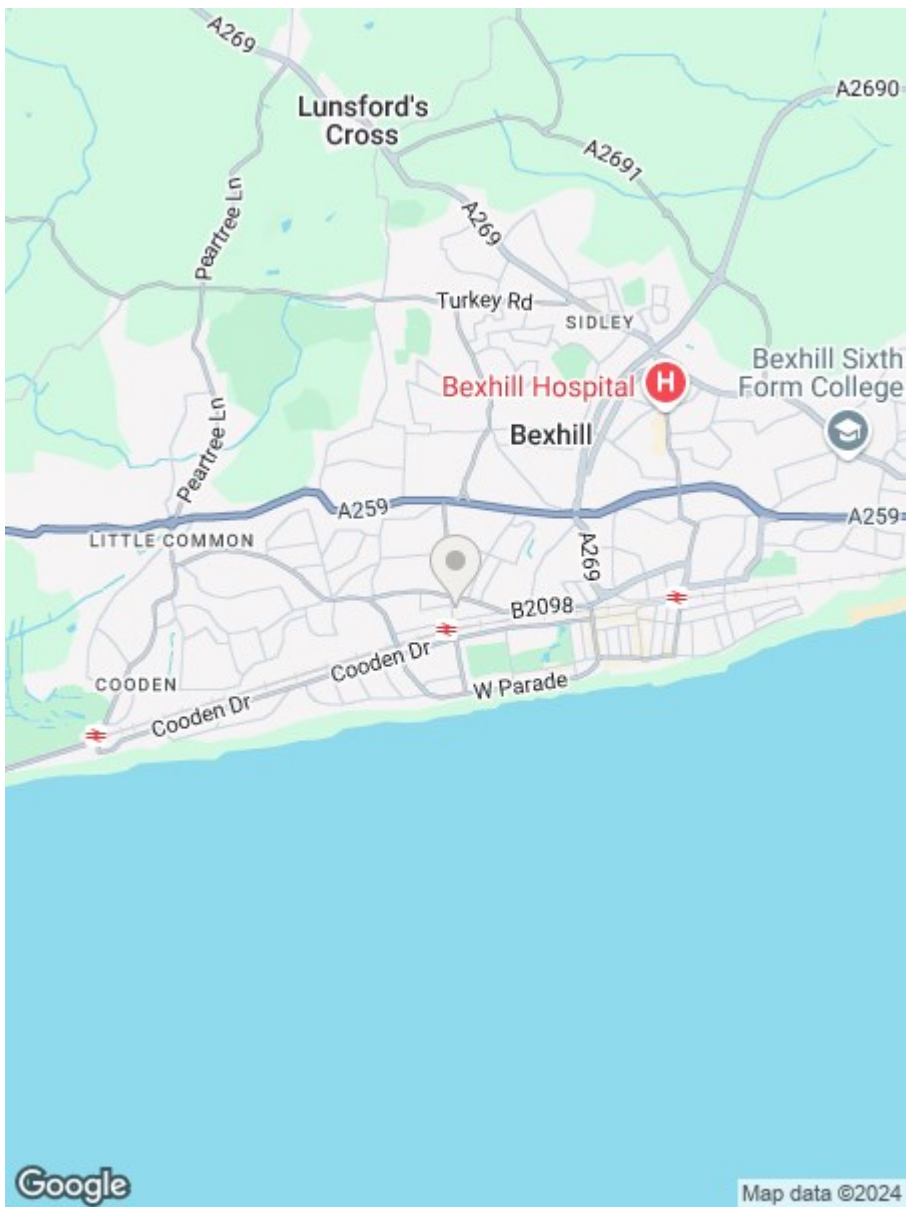 A269
A2690
Lunsford's
Cross
A2691
Peartree Ln
A269
Turkey Rd
SIDLEY
Bexhill Sixth
Form College
Bexhill Hospital
H
Bexhill
Peartree Ln
A259
A259
LITTLE COMMON
A269
B2098
Cooden Dr
W Parade
COODEN
Cooden Dr
Google
Map data ©2024